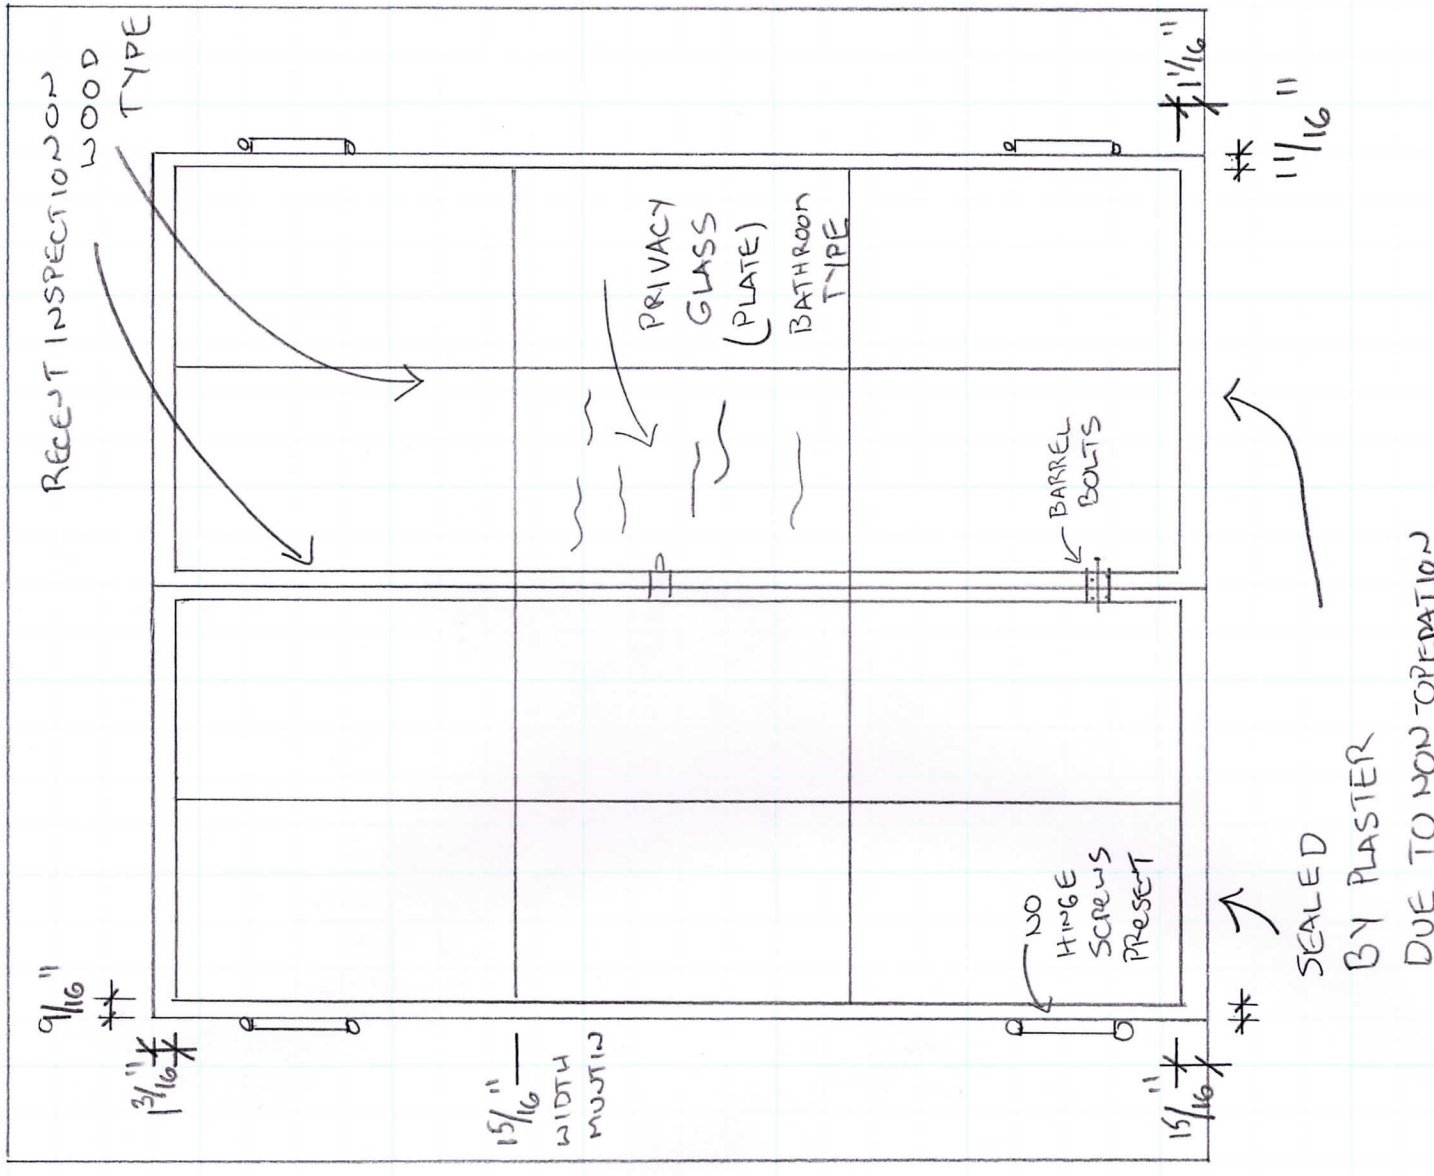 9/16"
RECENT INSPECTION ON
WOOD
TYPE
1 3/16"
15/16"
WIDTH
MUNTIN
PRIVACY
GLASS
(PLATE)
BATHROOM
TYPE
NO
HINGE
SCREWS
PRESENT
BARREL
BOLTS
15/16"
1 1/16"
11/16"
SEALED
BY PLASTER
DUE TO NON-OPERATION